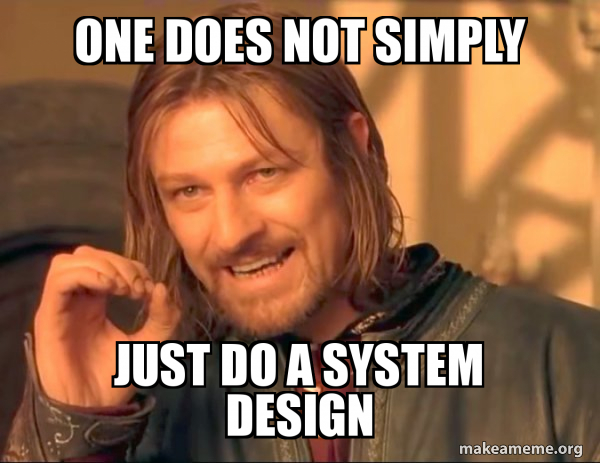 ONE DOES NOT SIMPLY
JUST DO A SYSTEM
DESIGN
makeameme.org